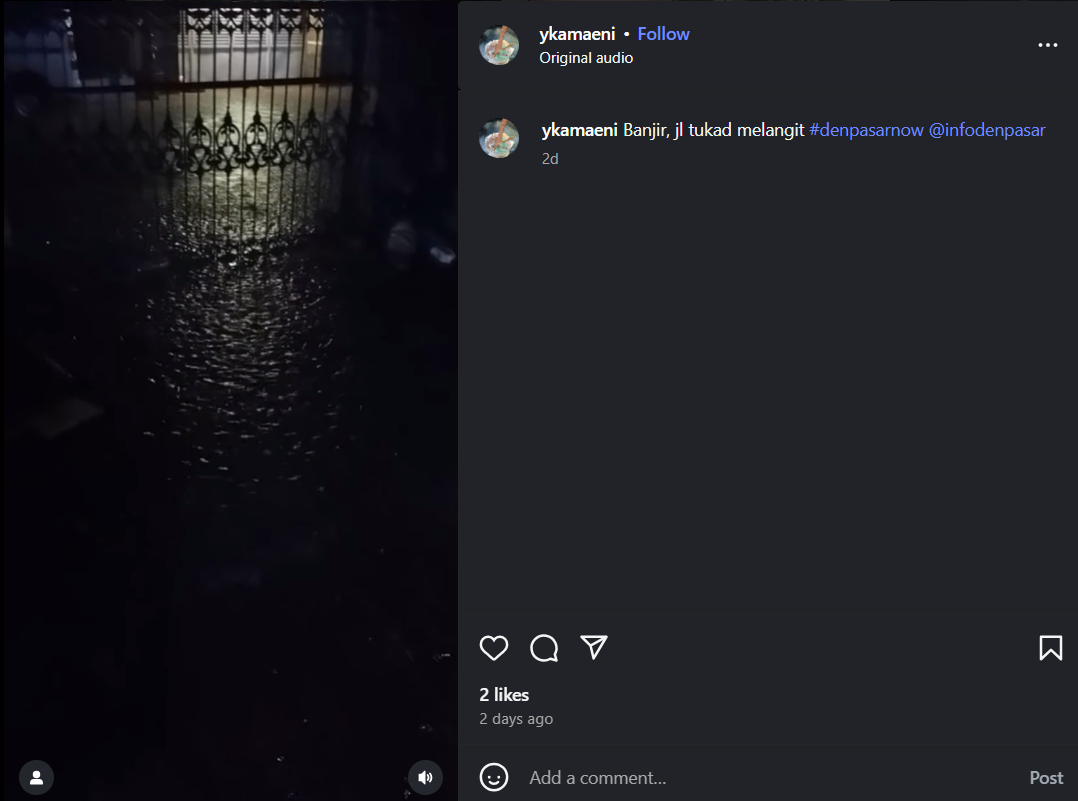 ykamaeni • Follow
Original audio
ykamaeni Banjir, jl tukad melangit #denpasarnow @infodenpasar
2d
2 likes
2 days ago
Add a comment... Post